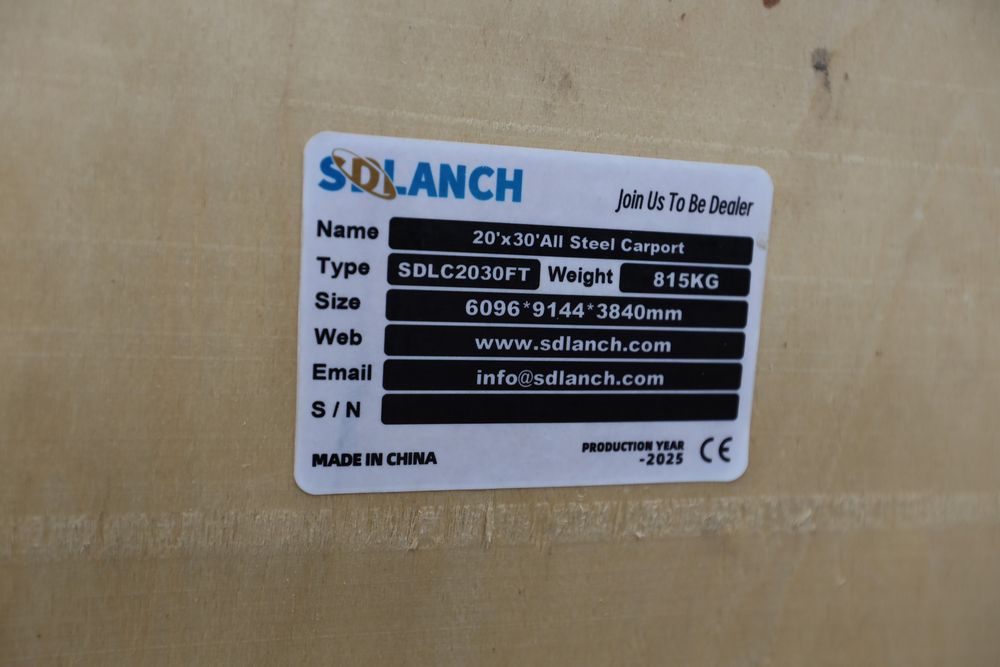 SDLANCH
Join Us To Be Dealer
Name 20'x30'All Steel Carport
Type SDLC2030FT Weight 815KG
Size 6096*9144*3840mm
Web www.sdlanch.com
Email info@sdlanch.com
S / N
MADE IN CHINA
PRODUCTION YEAR
-2025
CE